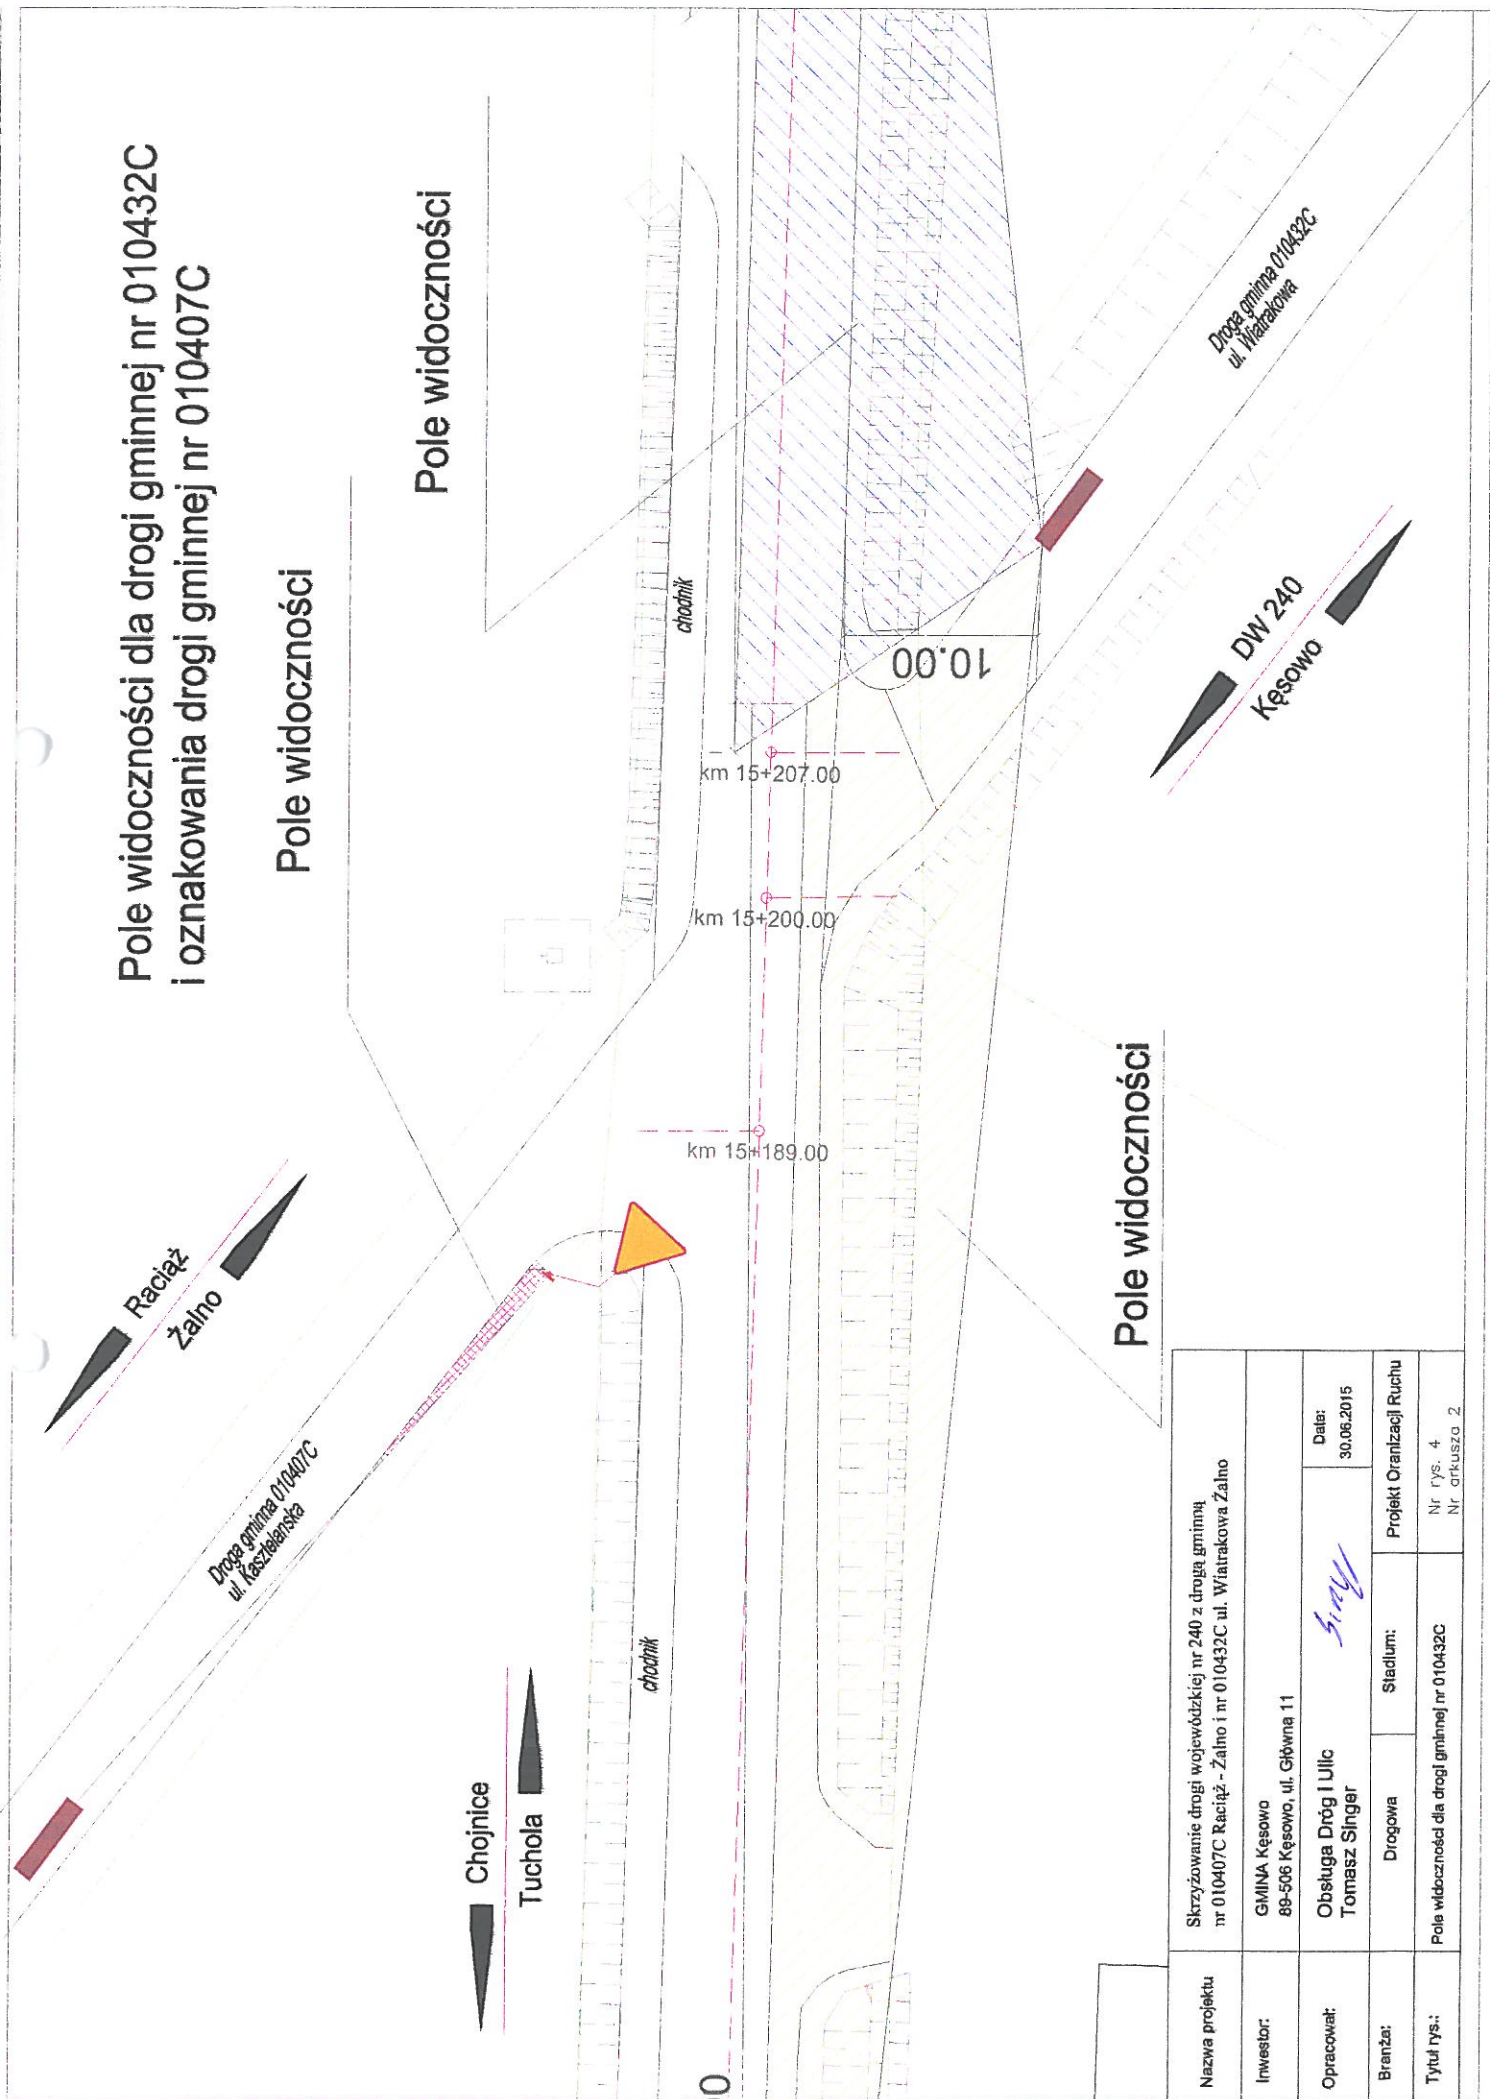 Pole widoczności dla drogi gminnej nr 010432C
i oznakowania drogi gminnej nr 010407C
Pole widoczności
Pole widoczności
Raciąż
Żalno
Droga gminna 010407C
ul. Kasztelańska
Chojnice
Tuchola
chodnik
chodnik
km 15+189.00
km 15+200.00
km 15+207.00
10.00
Droga gminna 010432C
ul. Wiatrakowa
DW 240
Kęsowo
Pole widoczności
Nazwa projektu
Skrzyżowanie drogi wojewódzkiej nr 240 z drogą gminną
nr 010407C Raciąż - Żalno i nr 010432C ul. Wiatrakowa Żalno
Inwestor:
GMINA Kęsowo
89-506 Kęsowo, ul. Główna 11
Opracował:
Obsługa Dróg i Ulic
Tomasz Singer
Data:
30.06.2015
Branża:
Drogowa
Stadium:
Projekt Oranizacji Ruchu
Tytuł rys.:
Pole widoczności dla drogi gminnej nr 010432C
Nr rys. 4
Nr arkusza 2